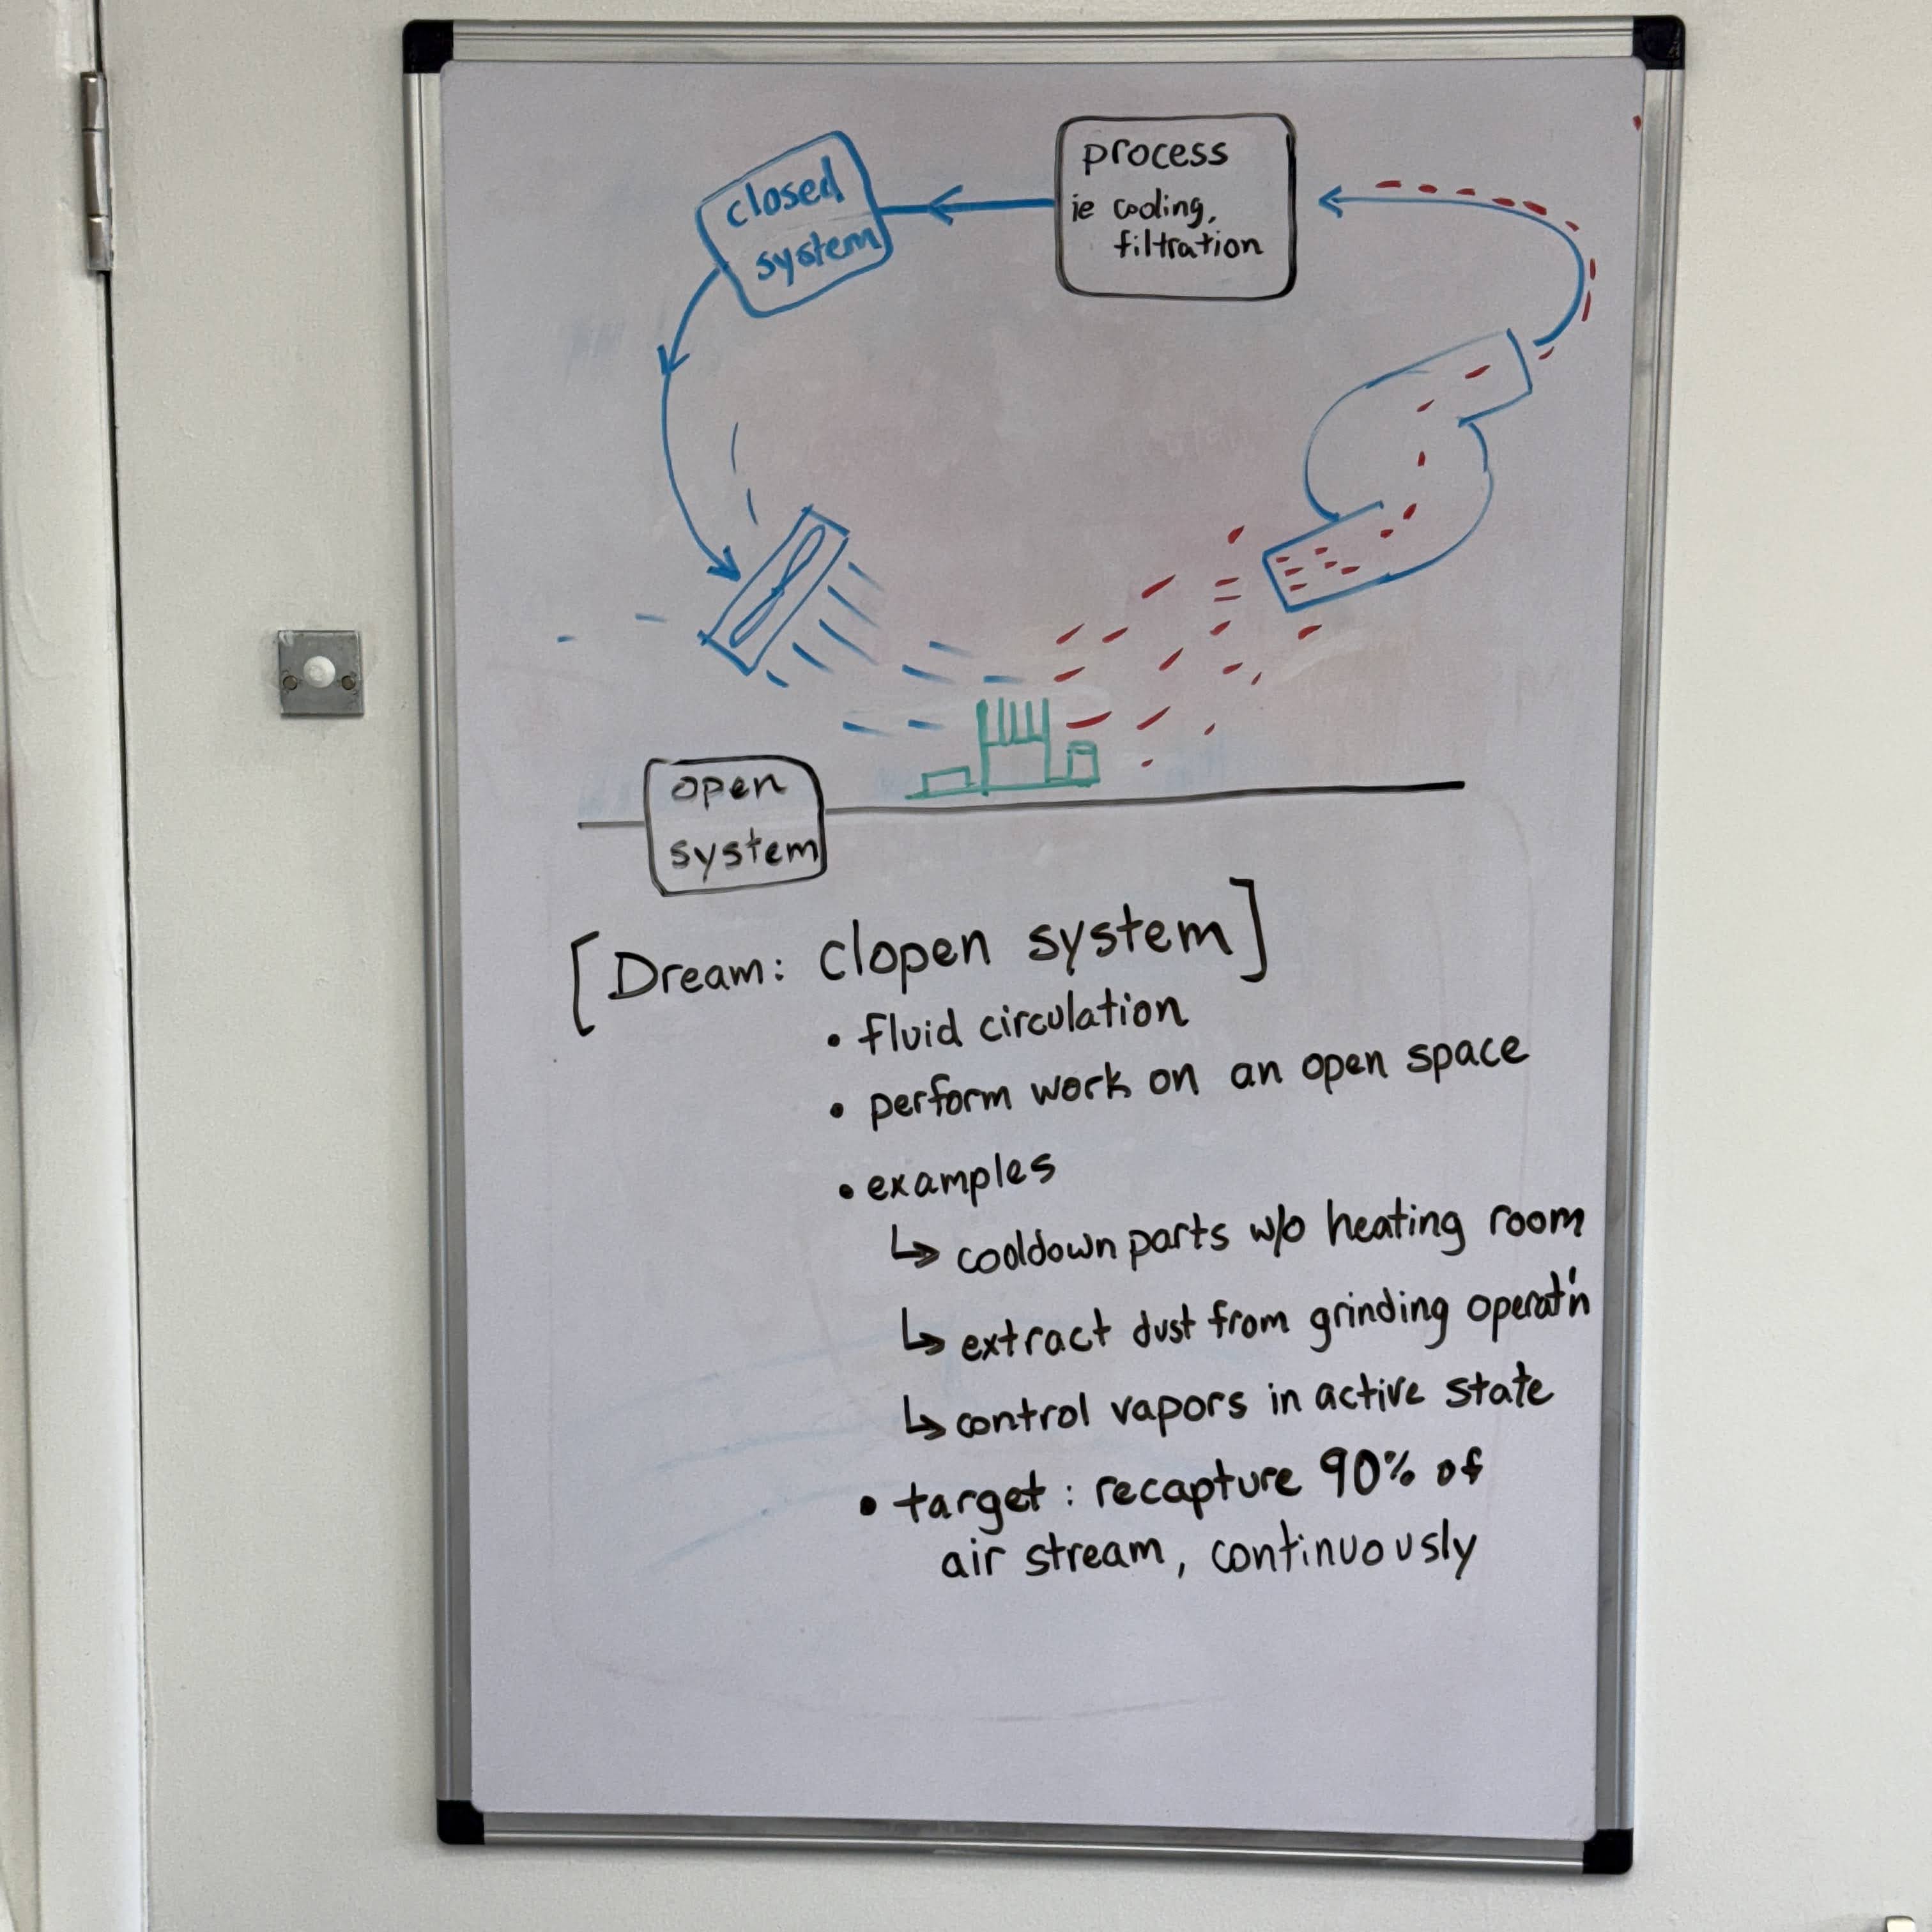 closed
system
process
ie cooling,
filtration
open
system
[Dream: clopen system]
• fluid circulation
• perform work on an open space
• examples
↳ cooldown parts w/o heating room
↳ extract dust from grinding operat'n
↳ control vapors in active state
• target: recapture 90% of
air stream, continuously